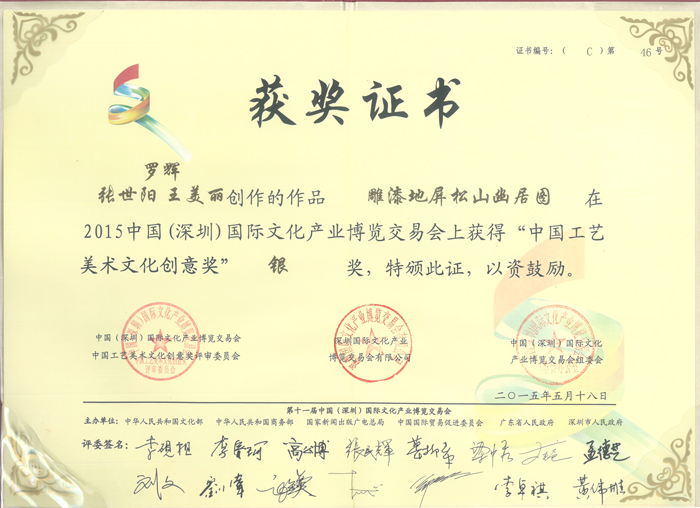 证书编号：（ C ）第 46 号
获奖证书
罗辉
张世阳 王美丽创作的作品 雕漆地屏松山幽居图 在
2015中国(深圳)国际文化产业博览交易会上获得“中国工艺
美术文化创意奖” 银 奖，特颁此证，以资鼓励。
中国（深圳）国际文化产业博览交易会
中国工艺美术文化创意奖评审委员会
深圳国际文化产业
博览交易会有限公司
中国（深圳）国际文化
产业博览交易会组委会
二〇一五年五月十八日
第十一届中国（深圳）国际文化产业博览交易会
主办单位：中华人民共和国文化部 中华人民共和国商务部 国家新闻出版广电总局 中国国际贸易促进委员会 广东省人民政府 深圳市人民政府
评委签名：
李卓祺 黄伟雄